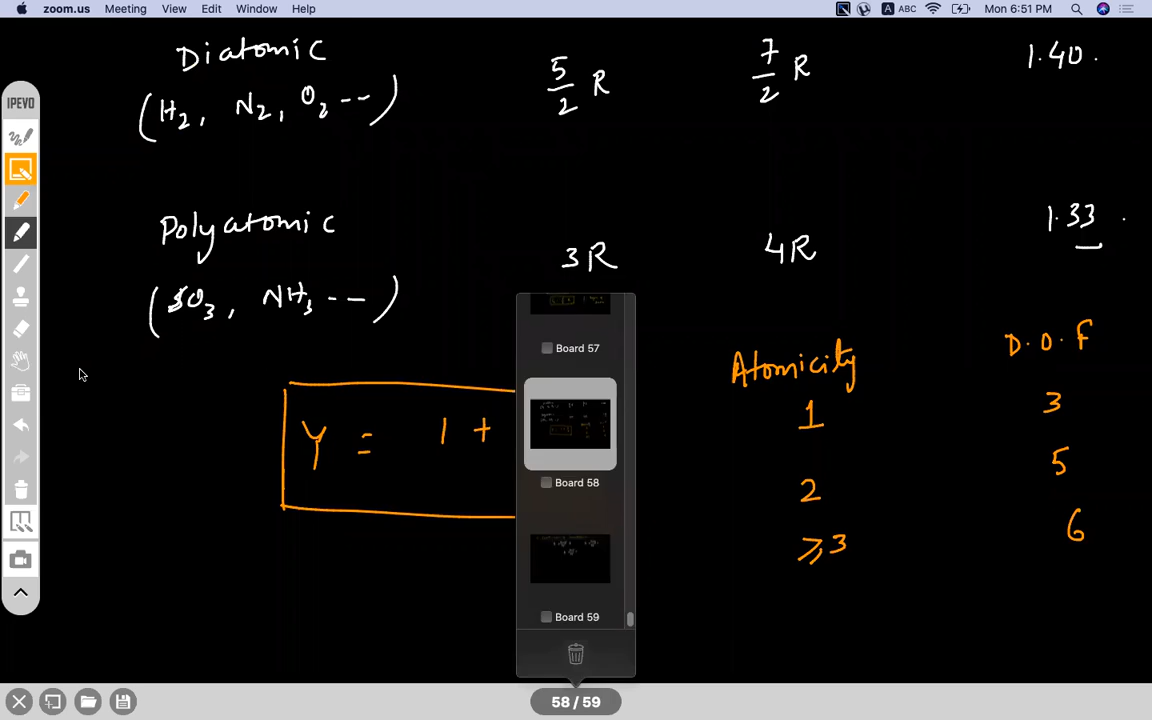 zoom.us Meeting View Edit Window Help A ABC Mon 6:51 PM
IPEVO
Diatomic 5/2 R 7/2 R 1.40.
(H2, N2, O2 --)
Polyatomic 3R 4R 1.33.
(SO3, NH3 --)
Board 57
Atomicity D.O.F
1 3
γ = 1 +
2 5
Board 58
≥3 6
Board 59
58 / 59